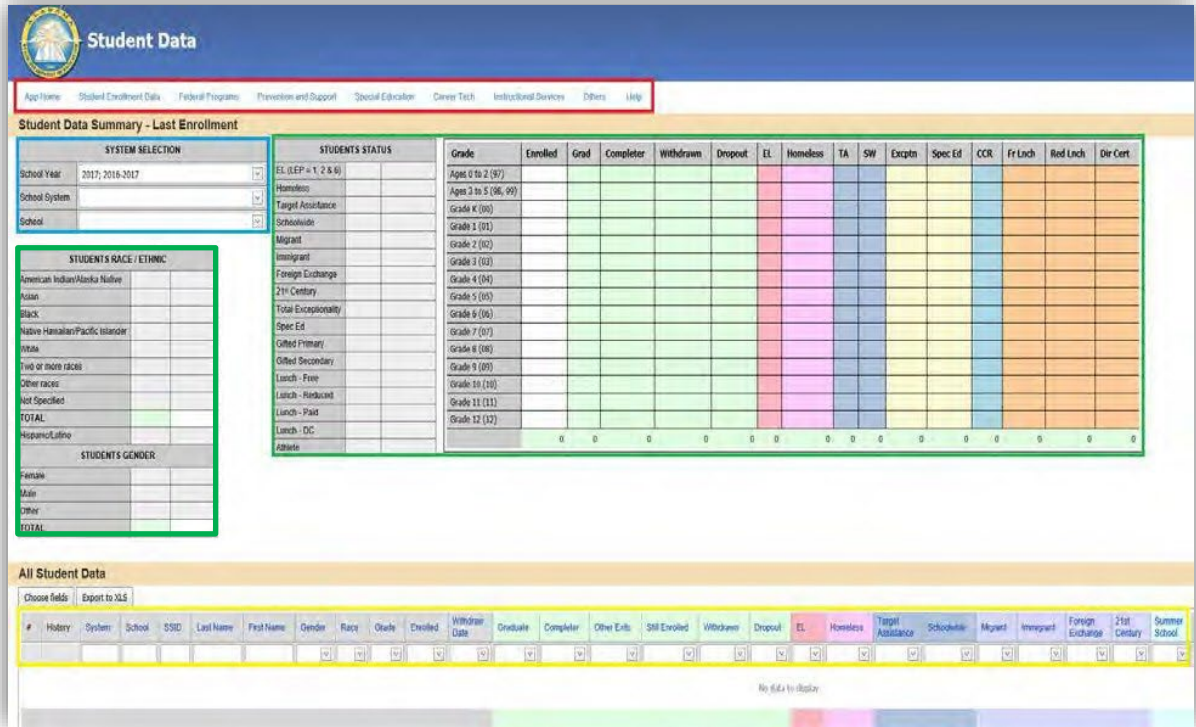 Student Data
App Home Student Enrollment Data Federal Programs Prevention and Support Special Education Career Tech Instructional Services Others Help
Student Data Summary - Last Enrollment
SYSTEM SELECTION
School Year 2017; 2016-2017
School System
School
STUDENTS RACE / ETHNIC
American Indian/Alaska Native
Asian
Black
Native Hawaiian/Pacific Islander
White
Two or more races
Other races
Not Specified
TOTAL
Hispanic/Latino
STUDENTS GENDER
Female
Male
Other
TOTAL
STUDENTS STATUS
EL (LEP = 1, 2 & 6)
Homeless
Target Assistance
Schoolwide
Migrant
Immigrant
Foreign Exchange
21st Century
Total Exceptionality
Spec Ed
Gifted Primary
Gifted Secondary
Lunch - Free
Lunch - Reduced
Lunch - Paid
Lunch - DC
Athlete
Grade Enrolled Grad Completer Withdrawn Dropout EL Homeless TA SW Excptn Spec Ed CCR Fr Lnch Red Lnch Dir Cert
Ages 0 to 2 (97)
Ages 3 to 5 (98, 99)
Grade K (00)
Grade 1 (01)
Grade 2 (02)
Grade 3 (03)
Grade 4 (04)
Grade 5 (05)
Grade 6 (06)
Grade 7 (07)
Grade 8 (08)
Grade 9 (09)
Grade 10 (10)
Grade 11 (11)
Grade 12 (12)
0 0 0 0 0 0 0 0 0 0 0 0 0 0 0
All Student Data
Choose fields Export to XLS
# History System School SSID Last Name First Name Gender Race Grade Enrolled Withdraw Date Graduate Completer Other Exits Still Enrolled Withdrawn Dropout EL Homeless Target Assistance Schoolwide Migrant Immigrant Foreign Exchange 21st Century Summer School
No data to display